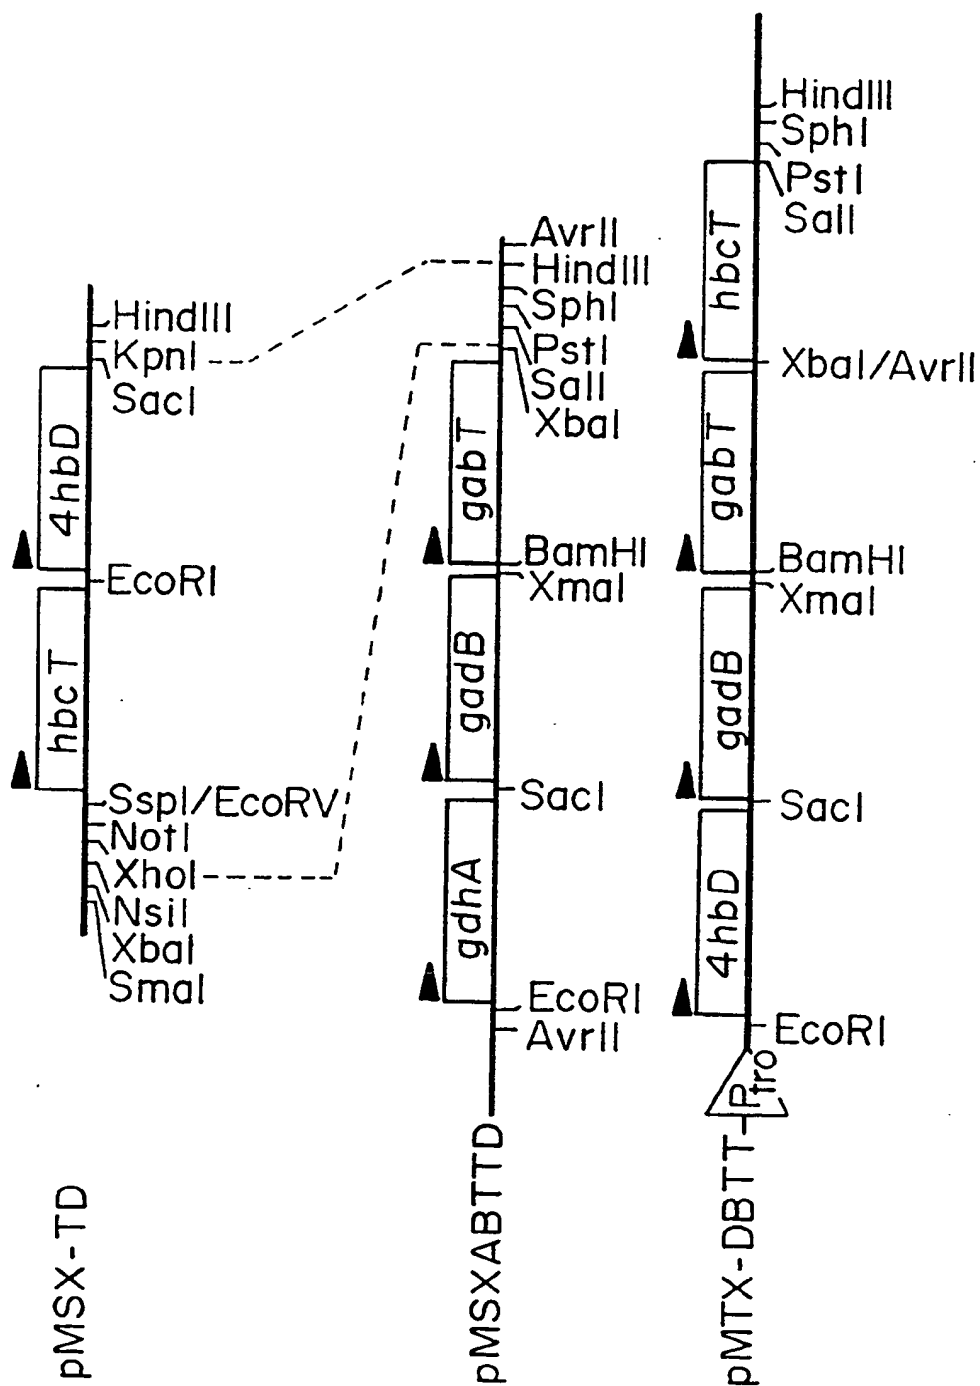 pMSX-TD
HindIII
KpnI
SacI
4hbD
EcoRI
hbcT
SspI/EcoRV
NotI
XhoI
NsiI
XbaI
SmaI
pMSXABTTD
AvrII
HindIII
SphI
PstI
SalI
XbaI
gabT
BamHI
XmaI
gadB
SacI
gdhA
EcoRI
AvrII
pMTX-DBTT
HindIII
SphI
PstI
SalI
hbcT
XbaI/AvrII
gabT
BamHI
XmaI
gadB
SacI
4hbD
EcoRI
Ptro